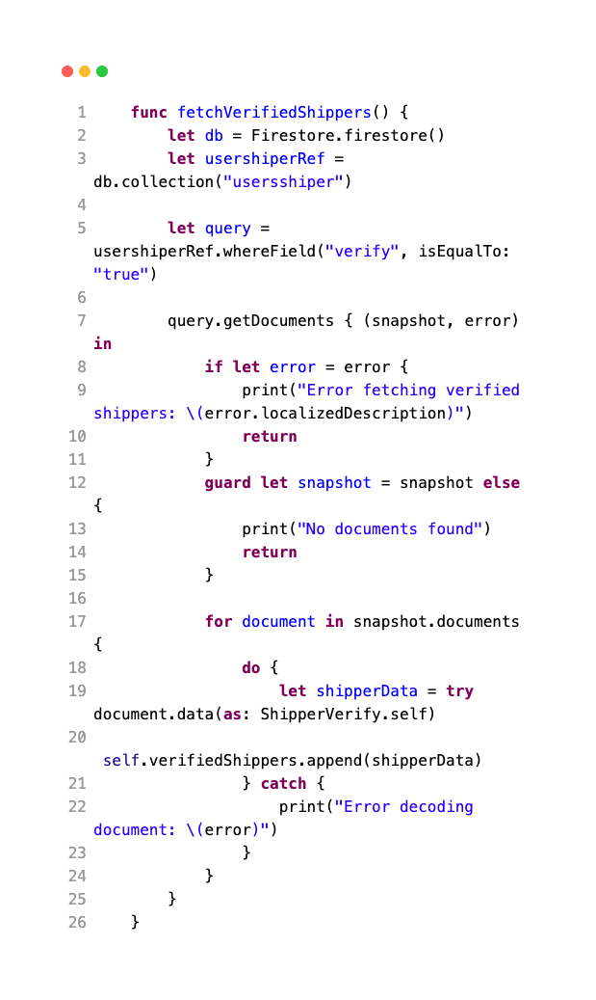 1 func fetchVerifiedShippers() {
2 let db = Firestore.firestore()
3 let usershiperRef =
db.collection("usersshiper")
4
5 let query =
usershiperRef.whereField("verify", isEqualTo:
"true")
6
7 query.getDocuments { (snapshot, error)
in
8 if let error = error {
9 print("Error fetching verified
shippers: \(error.localizedDescription)")
10 return
11 }
12 guard let snapshot = snapshot else
{
13 print("No documents found")
14 return
15 }
16
17 for document in snapshot.documents
{
18 do {
19 let shipperData = try
document.data(as: ShipperVerify.self)
20
self.verifiedShippers.append(shipperData)
21 } catch {
22 print("Error decoding
document: \(error)")
23 }
24 }
25 }
26 }